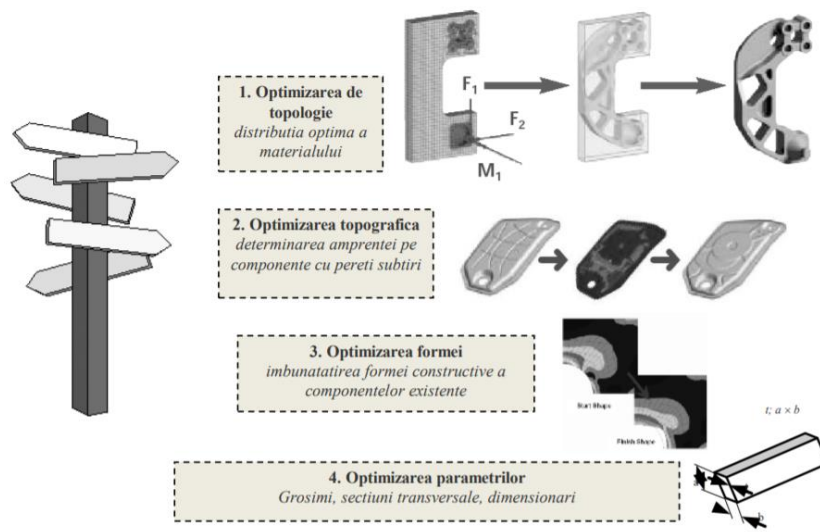 1. Optimizarea de
topologie
distributia optima a
materialului
F1
F2
M1
2. Optimizarea topografica
determinarea amprentei pe
componente cu pereti subtiri
3. Optimizarea formei
imbunatatirea formei constructive a
componentelor existente
Start Shape
Finish Shape
t; a × b
4. Optimizarea parametrilor
Grosimi, sectiuni transversale, dimensionari
b